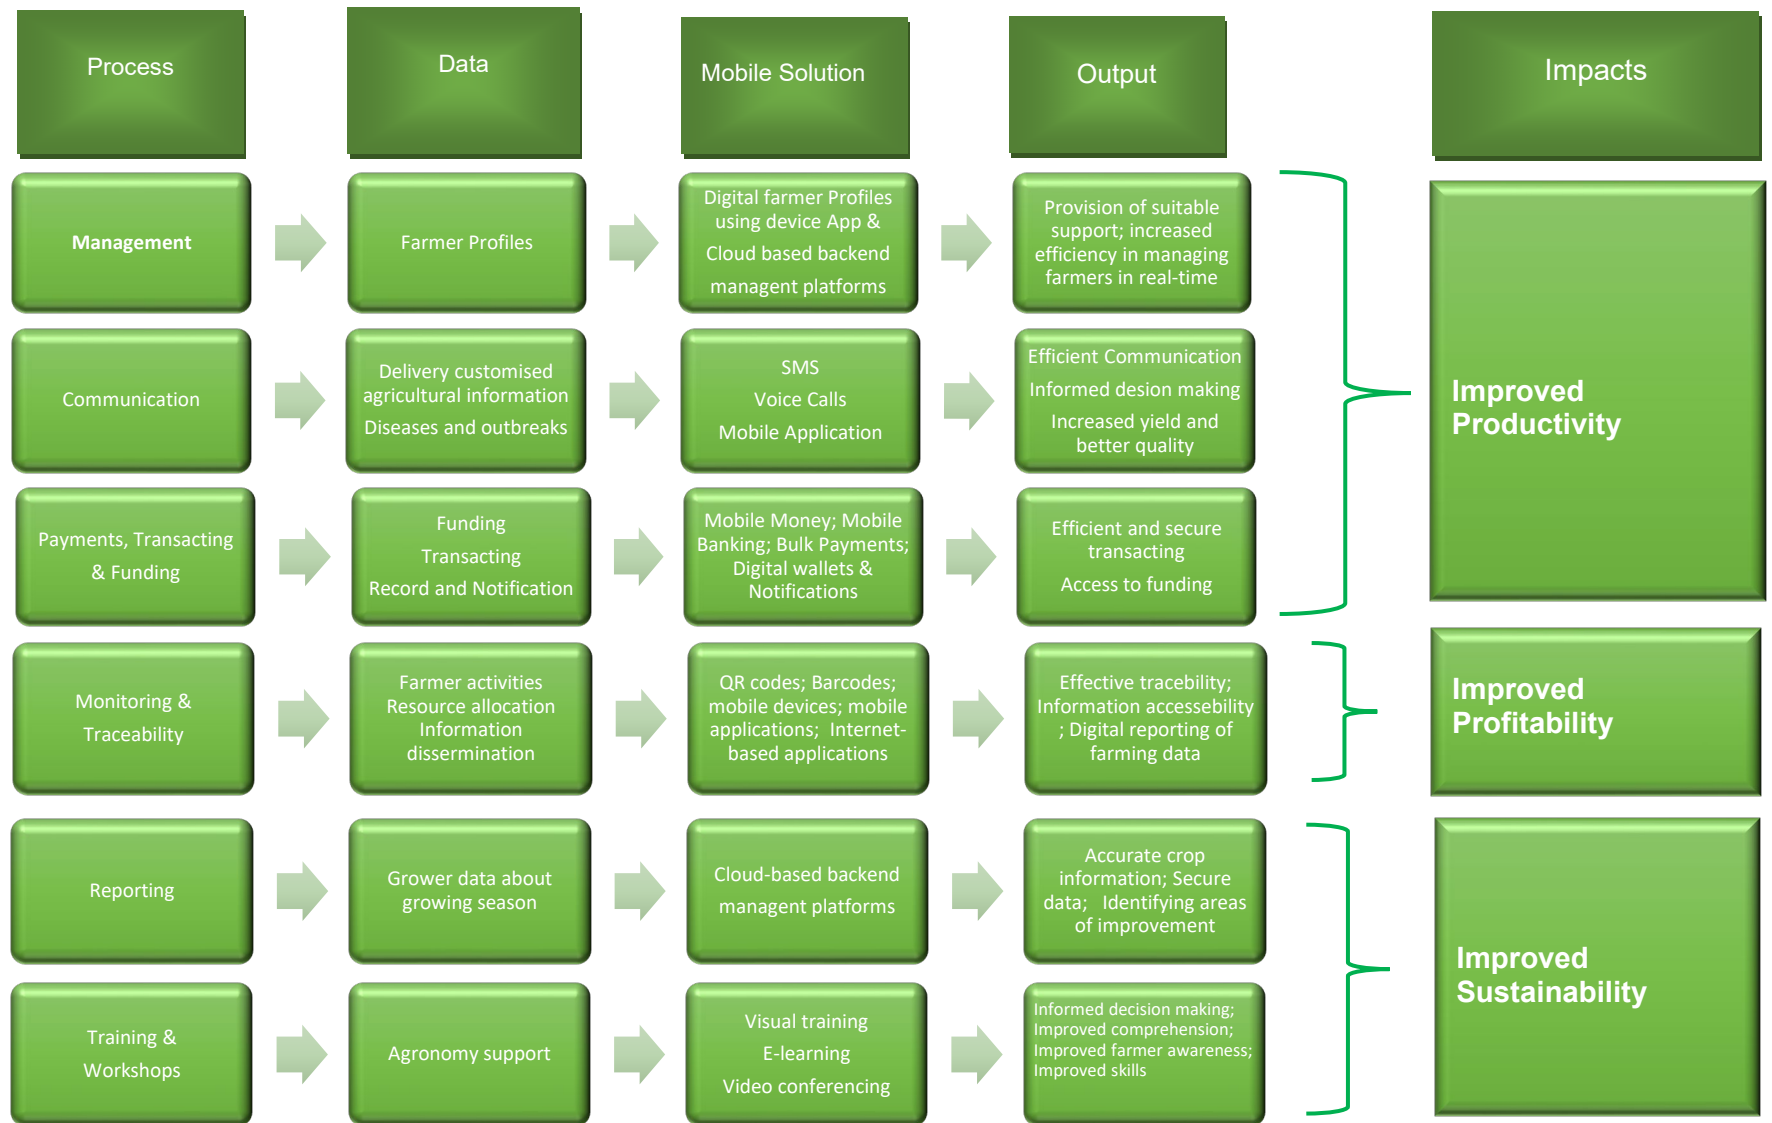 Process
Data
Mobile Solution
Output
Impacts
Management
Farmer Profiles
Digital farmer Profiles
using device App &
Cloud based backend
managent platforms
Provision of suitable
support; increased
efficiency in managing
farmers in real-time
Communication
Delivery customised
agricultural information
Diseases and outbreaks
SMS
Voice Calls
Mobile Application
Efficient Communication
Informed desion making
Increased yield and
better quality
Improved
Productivity
Payments, Transacting
& Funding
Funding
Transacting
Record and Notification
Mobile Money; Mobile
Banking; Bulk Payments;
Digital wallets &
Notifications
Efficient and secure
transacting
Access to funding
Monitoring &
Traceability
Farmer activities
Resource allocation
Information
dissemination
QR codes; Barcodes;
mobile devices; mobile
applications; Internet-
based applications
Effective tracebility;
Information accessebility
; Digital reporting of
farming data
Improved
Profitability
Reporting
Grower data about
growing season
Cloud-based backend
managent platforms
Accurate crop
information; Secure
data; Identifying areas
of improvement
Improved
Sustainability
Training &
Workshops
Agronomy support
Visual training
E-learning
Video conferencing
Informed decision making;
Improved comprehension;
Improved farmer awareness;
Improved skills